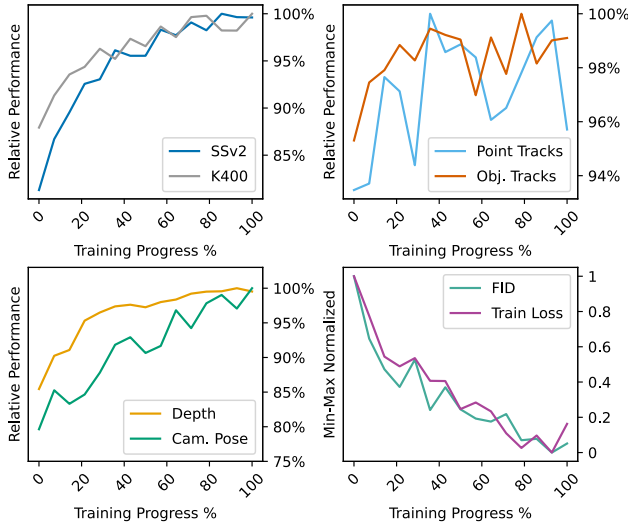 Relative Performance
100%
95%
90%
85%
SSv2
K400
0
20
40
60
80
100
Training Progress %
Relative Performance
100%
98%
96%
94%
Point Tracks
Obj. Tracks
0
20
40
60
80
100
Training Progress %
Relative Performance
100%
95%
90%
85%
80%
75%
Depth
Cam. Pose
0
20
40
60
80
100
Training Progress %
Min-Max Normalized
1
0.8
0.6
0.4
0.2
0
FID
Train Loss
0
20
40
60
80
100
Training Progress %